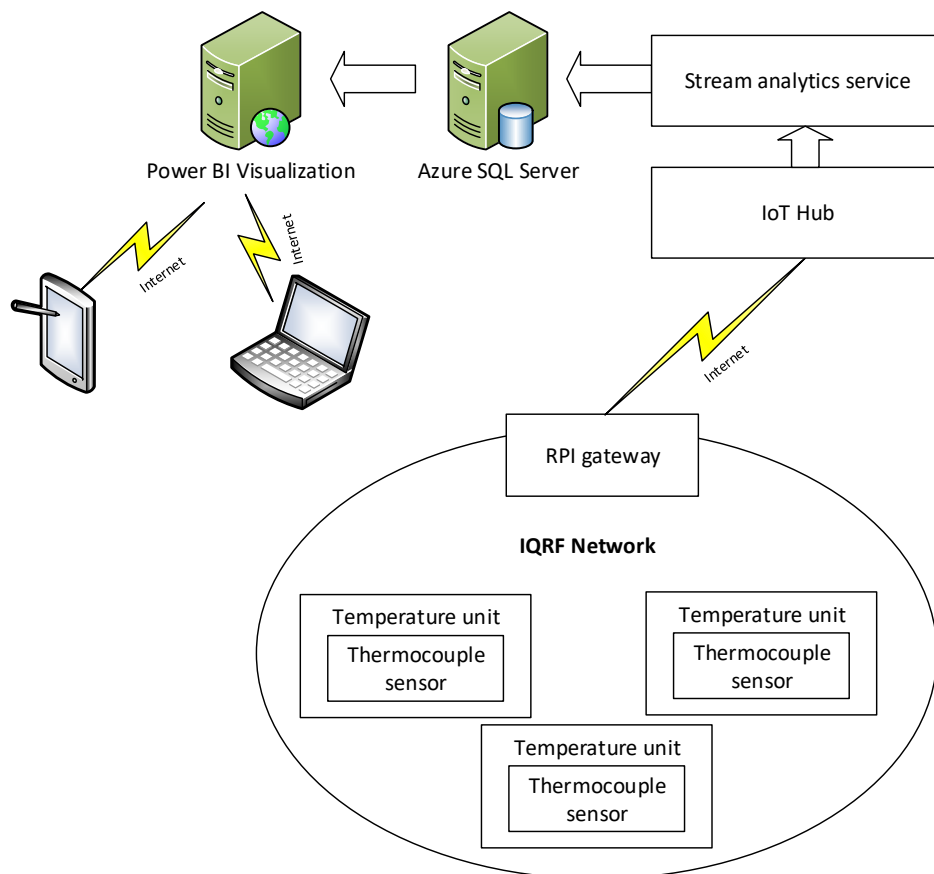 Stream analytics service
Power BI Visualization
Azure SQL Server
IoT Hub
Internet
Internet
Internet
RPI gateway
IQRF Network
Temperature unit
Thermocouple
sensor
Temperature unit
Thermocouple
sensor
Temperature unit
Thermocouple
sensor